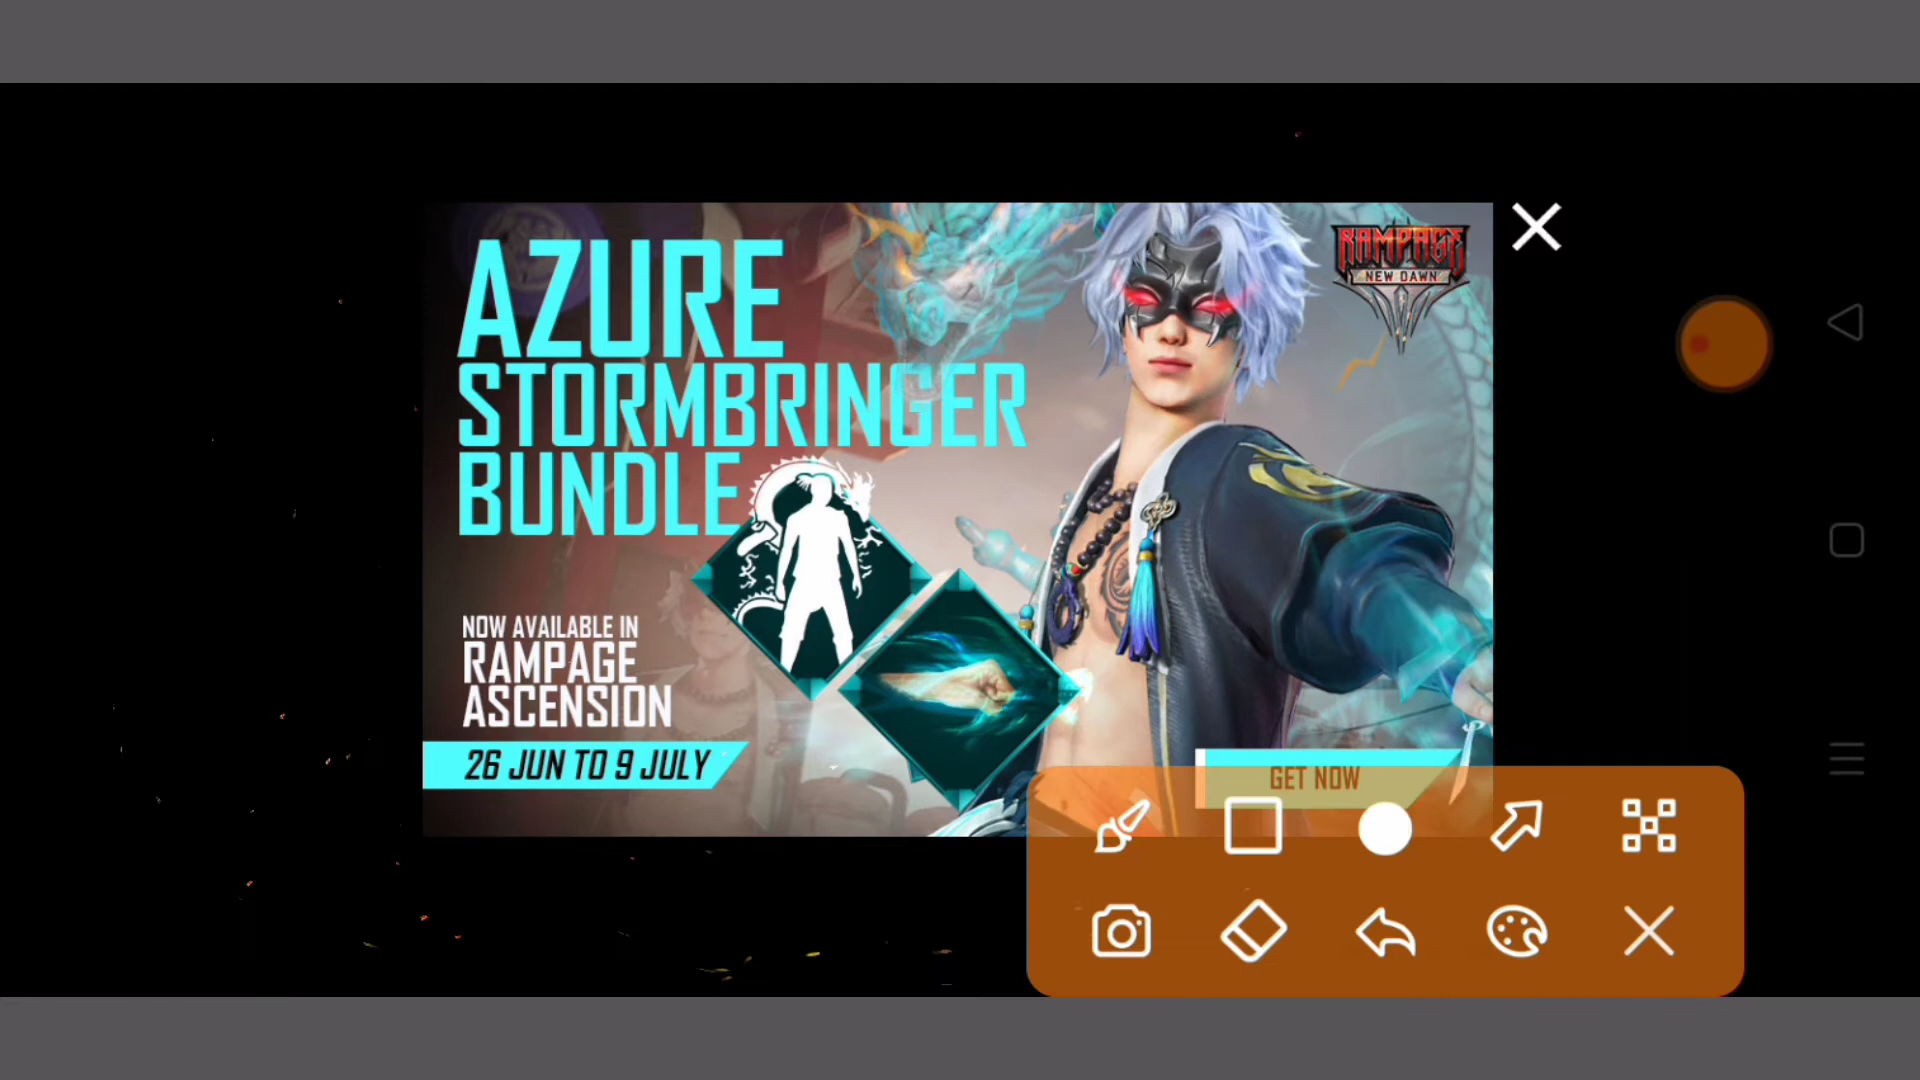 AZURE
STORMBRINGER
BUNDLE
RAMPAGE
NEW DAWN
NOW AVAILABLE IN
RAMPAGE
ASCENSION
26 JUN TO 9 JULY
GET NOW